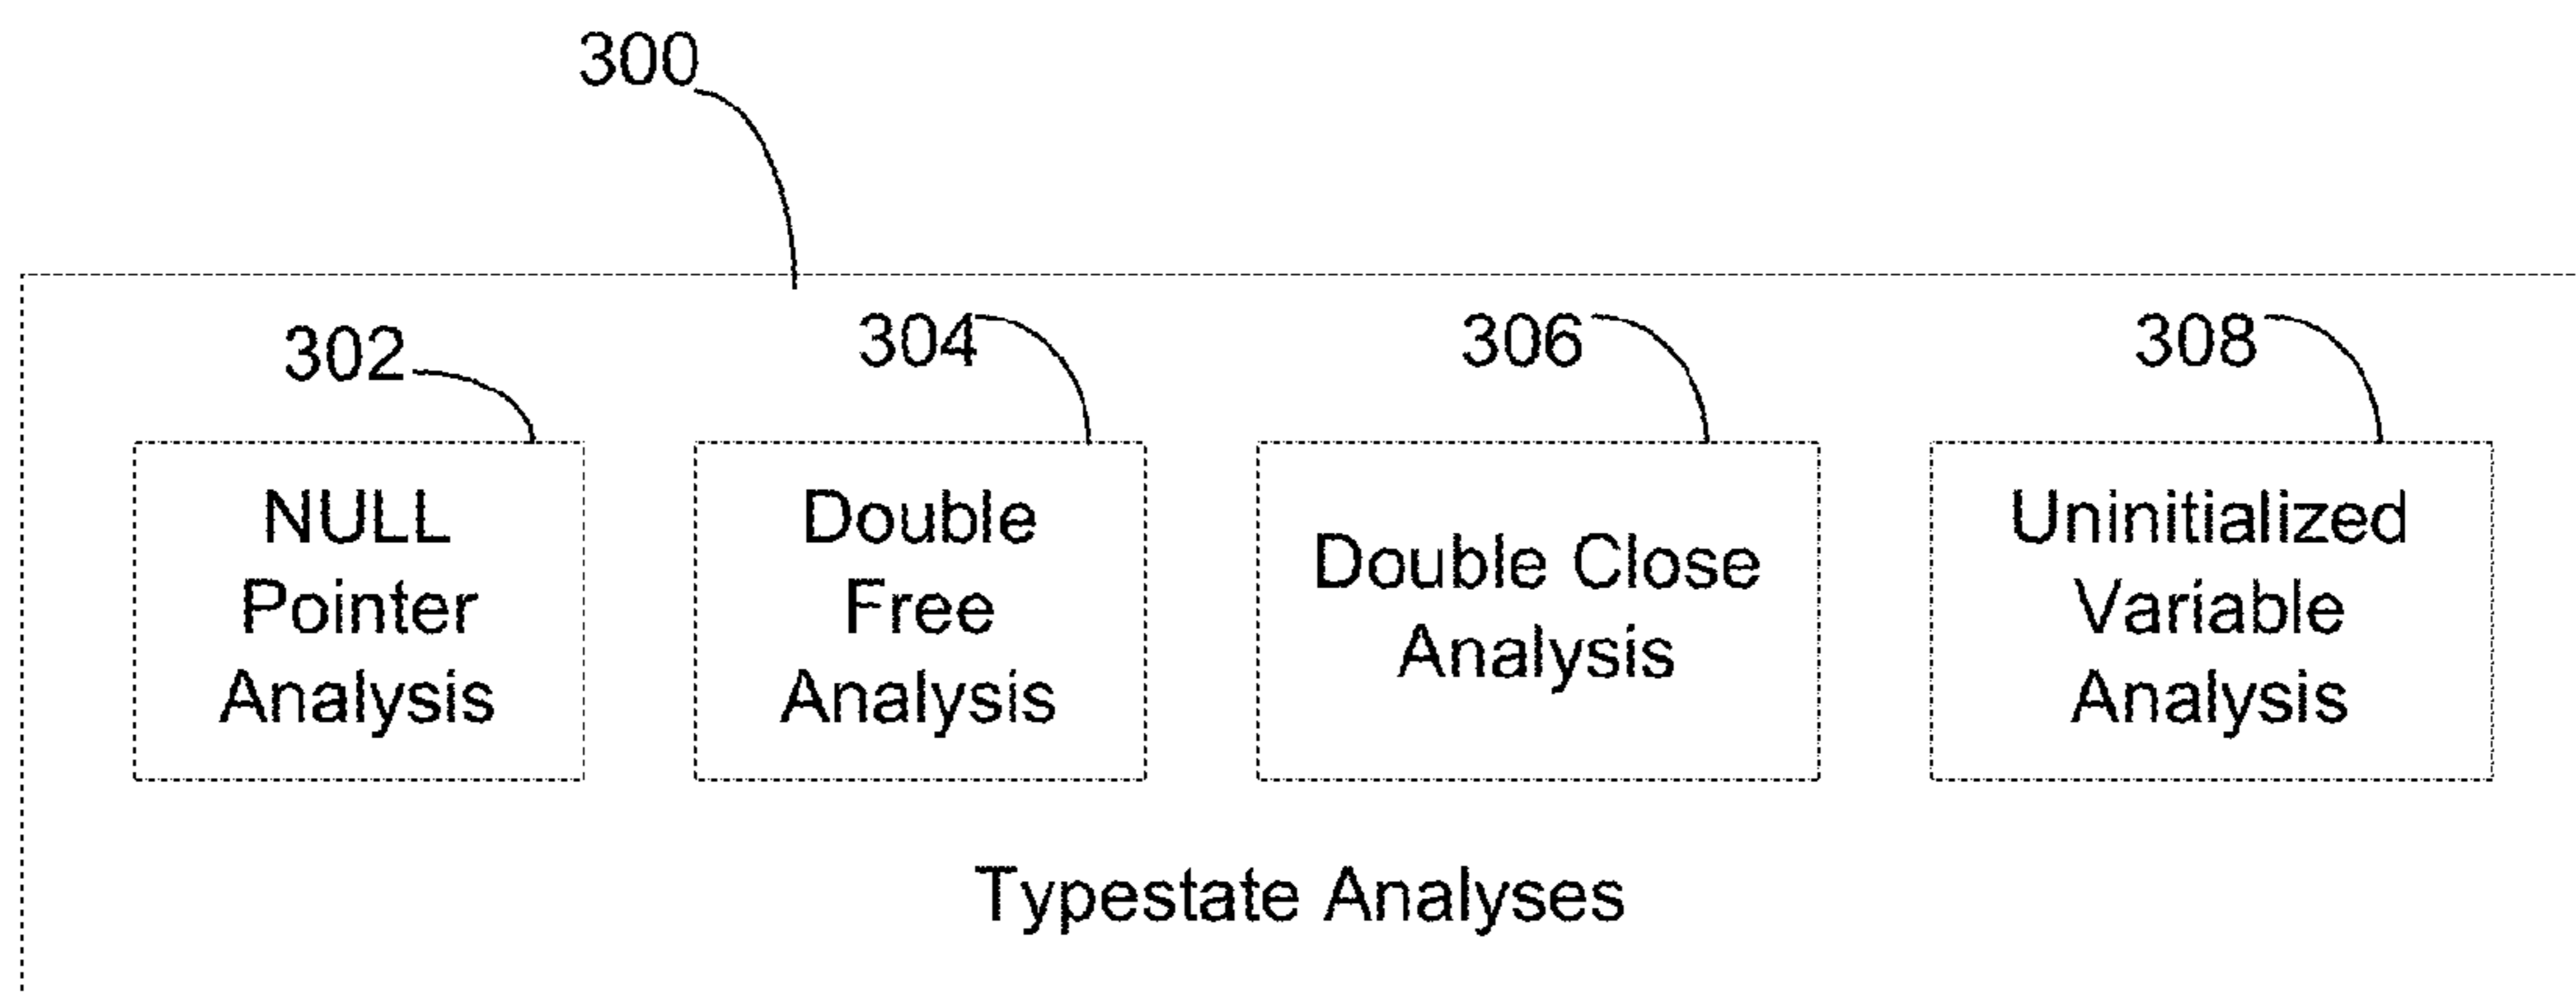 300
302
304
306
308
NULL
Pointer
Analysis
Double
Free
Analysis
Double Close
Analysis
Uninitialized
Variable
Analysis
Typestate Analyses